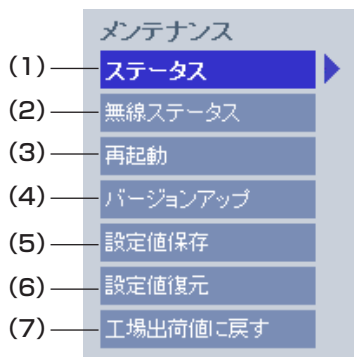 メンテナンス
(1) ステータス
(2) 無線ステータス
(3) 再起動
(4) バージョンアップ
(5) 設定値保存
(6) 設定値復元
(7) 工場出荷値に戻す